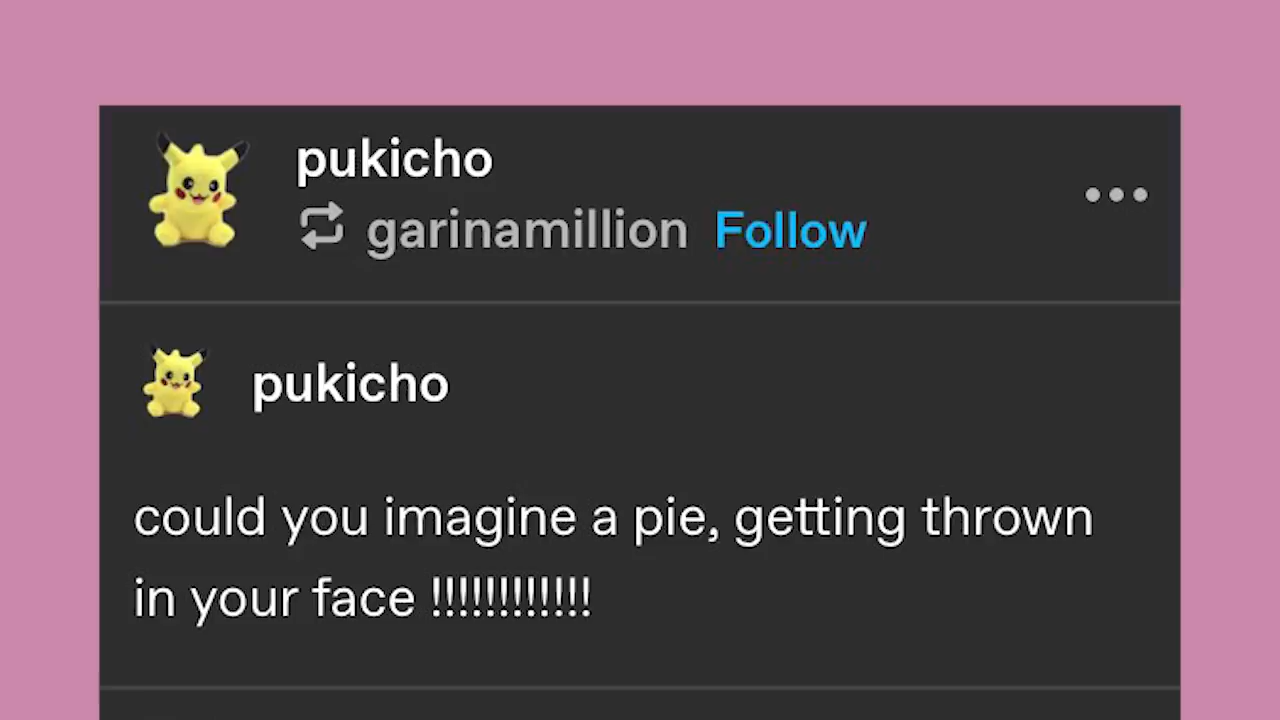 pukicho
garinamillion Follow
pukicho
could you imagine a pie, getting thrown
in your face !!!!!!!!!!!!